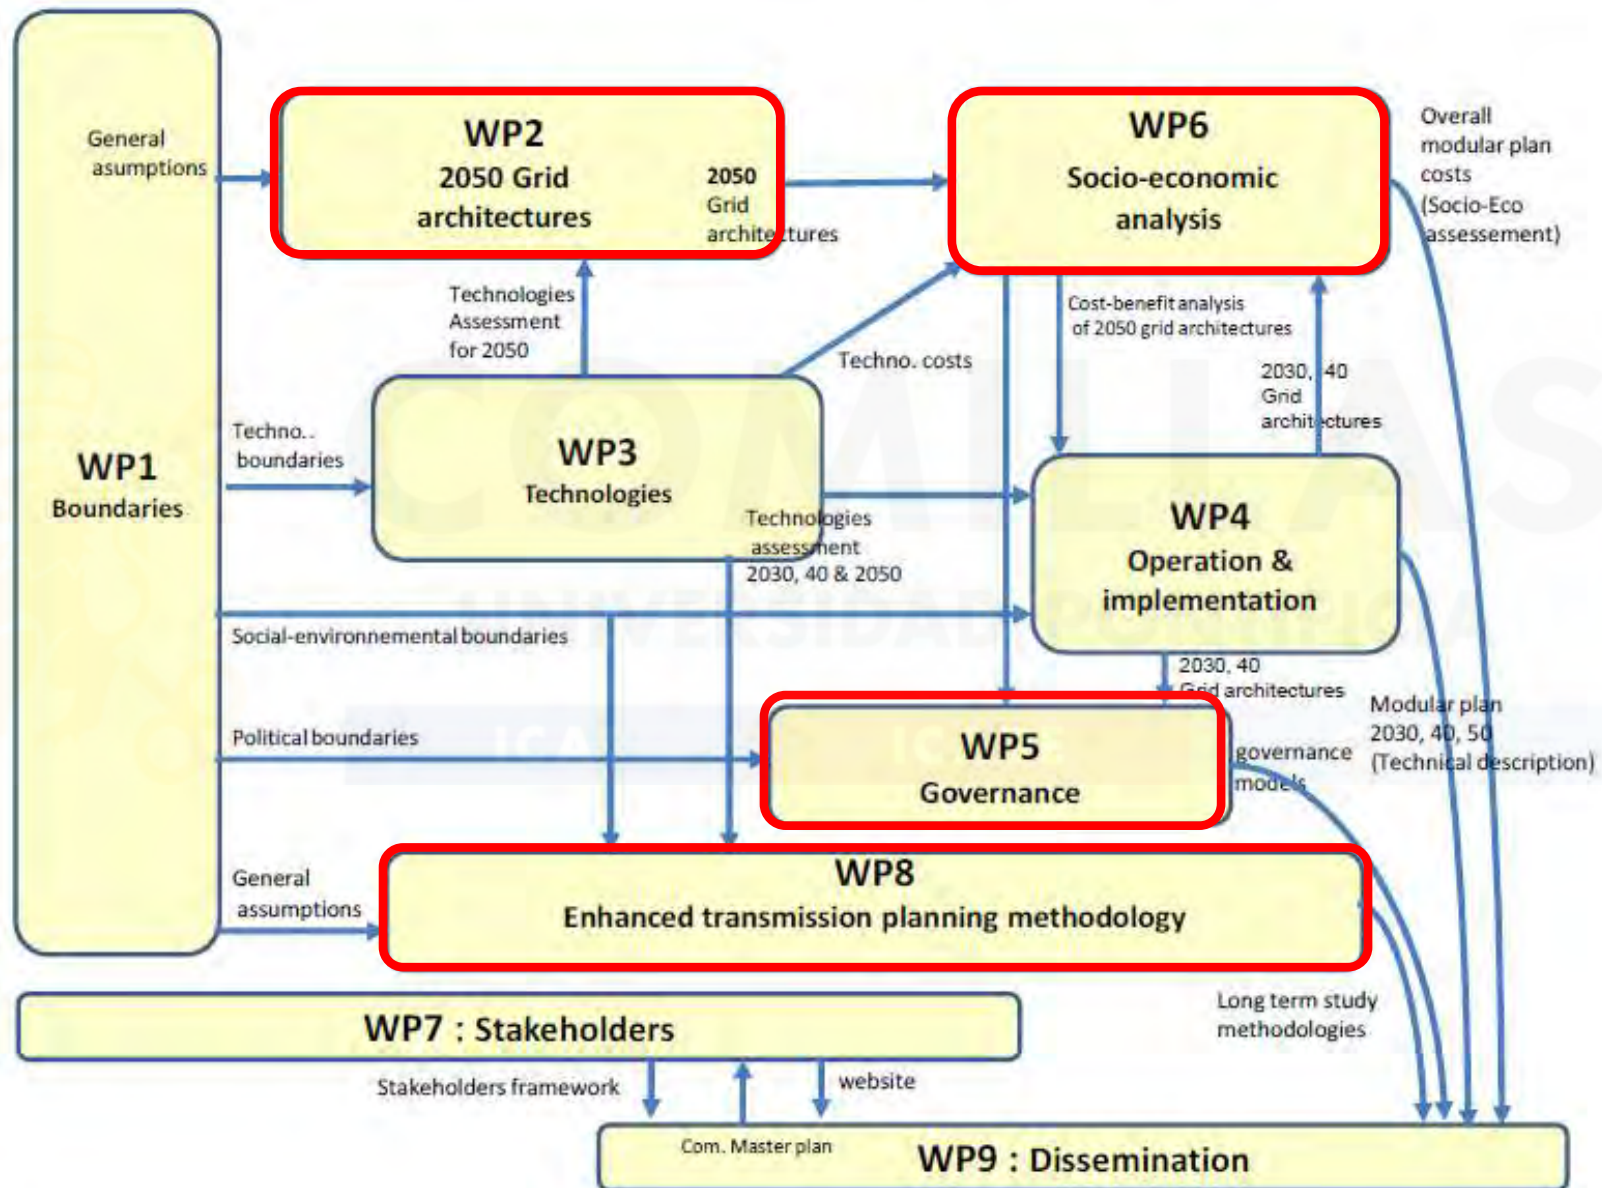 General
asumptions
WP2
2050 Grid
architectures
2050
Grid
architectures
WP6
Socio-economic
analysis
Overall
modular plan
costs
(Socio-Eco
assessement)
Technologies
Assessment
for 2050
Techno. costs
Cost-benefit analysis
of 2050 grid architectures
2030, 40
Grid
architectures
WP1
Boundaries
Techno..
boundaries
WP3
Technologies
Technologies
assessment
2030, 40 & 2050
WP4
Operation &
implementation
Social-environnemental boundaries
2030, 40
Grid architectures
Political boundaries
WP5
Governance
governance
models
Modular plan
2030, 40, 50
(Technical description)
General
assumptions
WP8
Enhanced transmission planning methodology
Long term study
methodologies
WP7 : Stakeholders
Stakeholders framework
website
Com. Master plan
WP9 : Dissemination
COMILLAS
UNIVERSIDAD PONTIFICIA